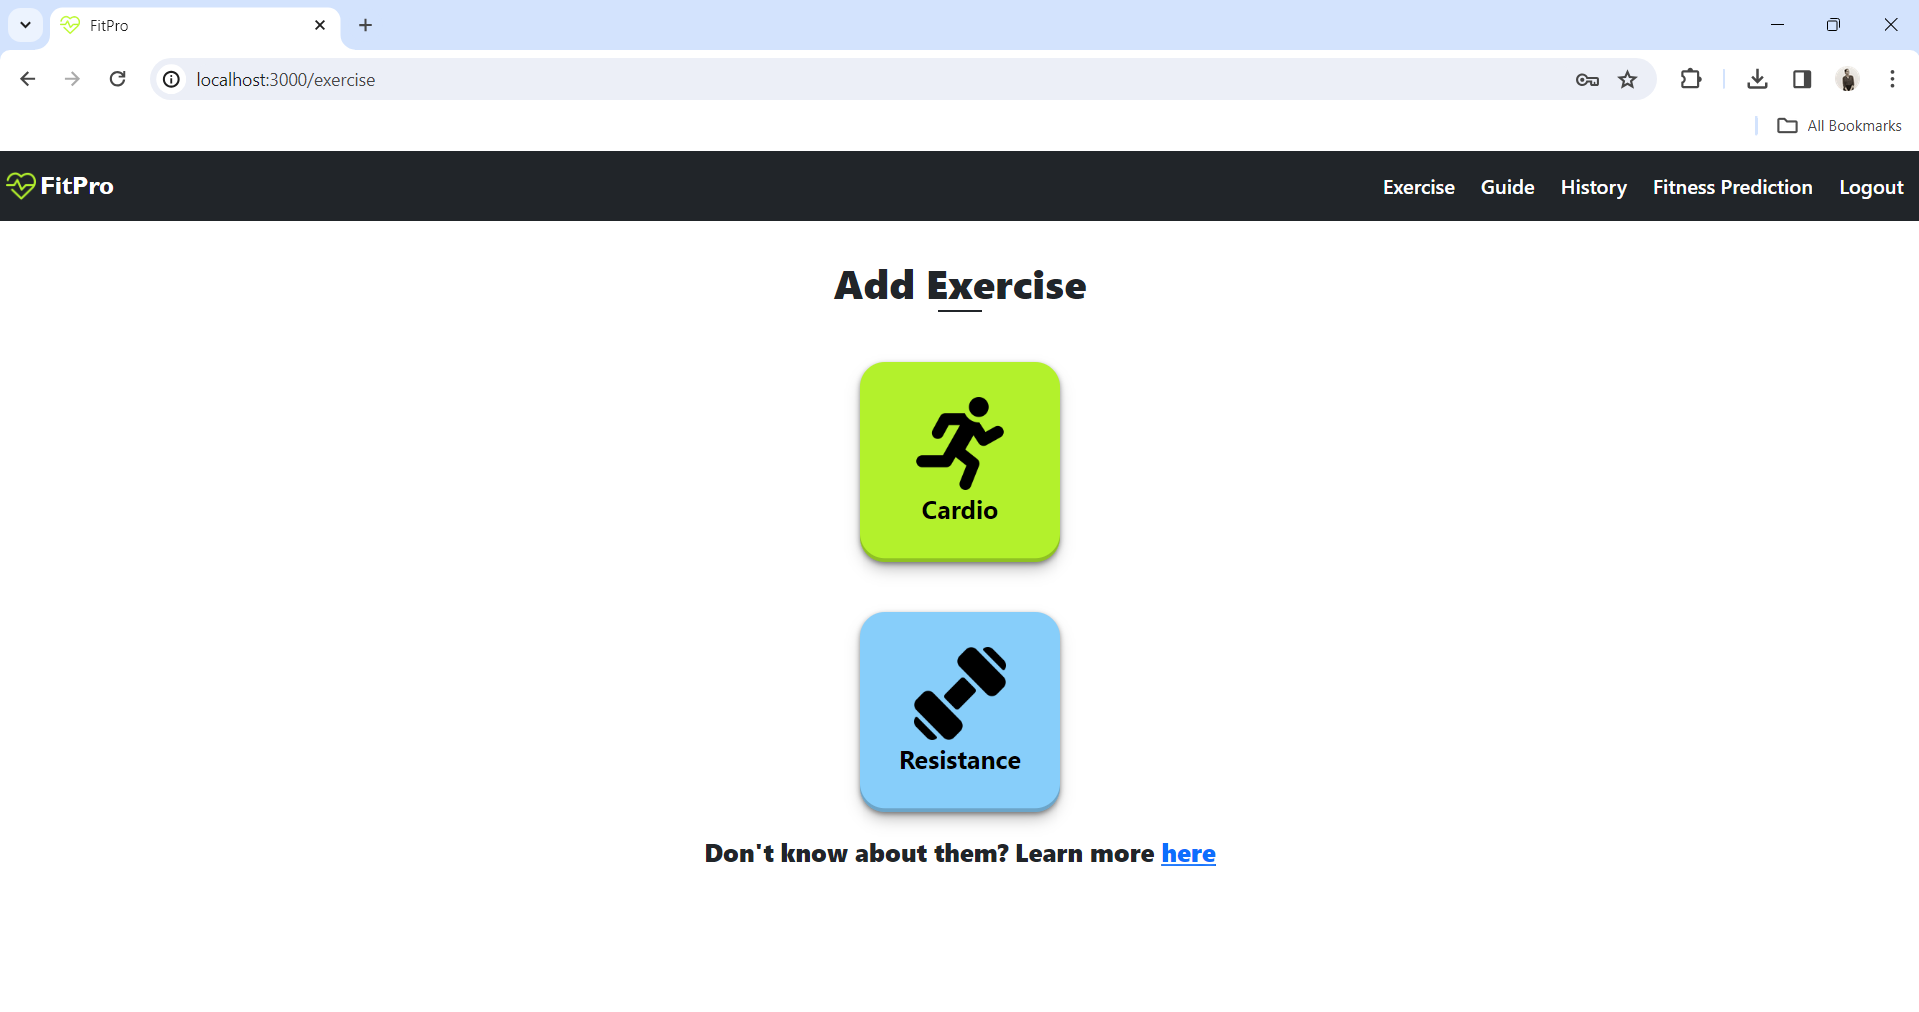 FitPro
localhost:3000/exercise
All Bookmarks
FitPro
Exercise Guide History Fitness Prediction Logout
Add Exercise
Cardio
Resistance
Don't know about them? Learn more here